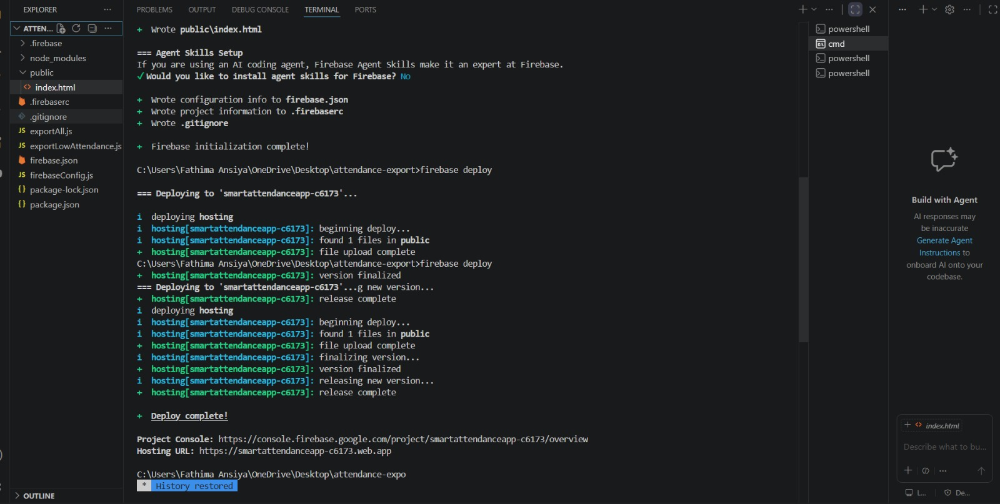 EXPLORER
ATTEN...
.firebase
node_modules
public
index.html
.firebaserc
.gitignore
exportAll.js
exportLowAttendance.js
firebase.json
firebaseConfig.js
package-lock.json
package.json
OUTLINE
PROBLEMS OUTPUT DEBUG CONSOLE TERMINAL PORTS
+ Wrote public\index.html
=== Agent Skills Setup
If you are using an AI coding agent, Firebase Agent Skills make it an expert at Firebase.
✓ Would you like to install agent skills for Firebase? No
+ Wrote configuration info to firebase.json
+ Wrote project information to .firebaserc
+ Wrote .gitignore
+ Firebase initialization complete!
C:\Users\Fathima Ansiya\OneDrive\Desktop\attendance-export>firebase deploy
=== Deploying to 'smartattendanceapp-c6173'...
i deploying hosting
i hosting[smartattendanceapp-c6173]: beginning deploy...
i hosting[smartattendanceapp-c6173]: found 1 files in public
+ hosting[smartattendanceapp-c6173]: file upload complete
C:\Users\Fathima Ansiya\OneDrive\Desktop\attendance-export>firebase deploy
+ hosting[smartattendanceapp-c6173]: version finalized
=== Deploying to 'smartattendanceapp-c6173'...g new version...
+ hosting[smartattendanceapp-c6173]: release complete
i deploying hosting
i hosting[smartattendanceapp-c6173]: beginning deploy...
i hosting[smartattendanceapp-c6173]: found 1 files in public
+ hosting[smartattendanceapp-c6173]: file upload complete
i hosting[smartattendanceapp-c6173]: finalizing version...
+ hosting[smartattendanceapp-c6173]: version finalized
i hosting[smartattendanceapp-c6173]: releasing new version...
+ hosting[smartattendanceapp-c6173]: release complete
+ Deploy complete!
Project Console: https://console.firebase.google.com/project/smartattendanceapp-c6173/overview
Hosting URL: https://smartattendanceapp-c6173.web.app
C:\Users\Fathima Ansiya\OneDrive\Desktop\attendance-expo
* History restored
powershell
cmd
powershell
powershell
Build with Agent
AI responses may
be inaccurate
Generate Agent
Instructions to
onboard AI onto your
codebase.
index.html
Describe what to bu...
L...
De...